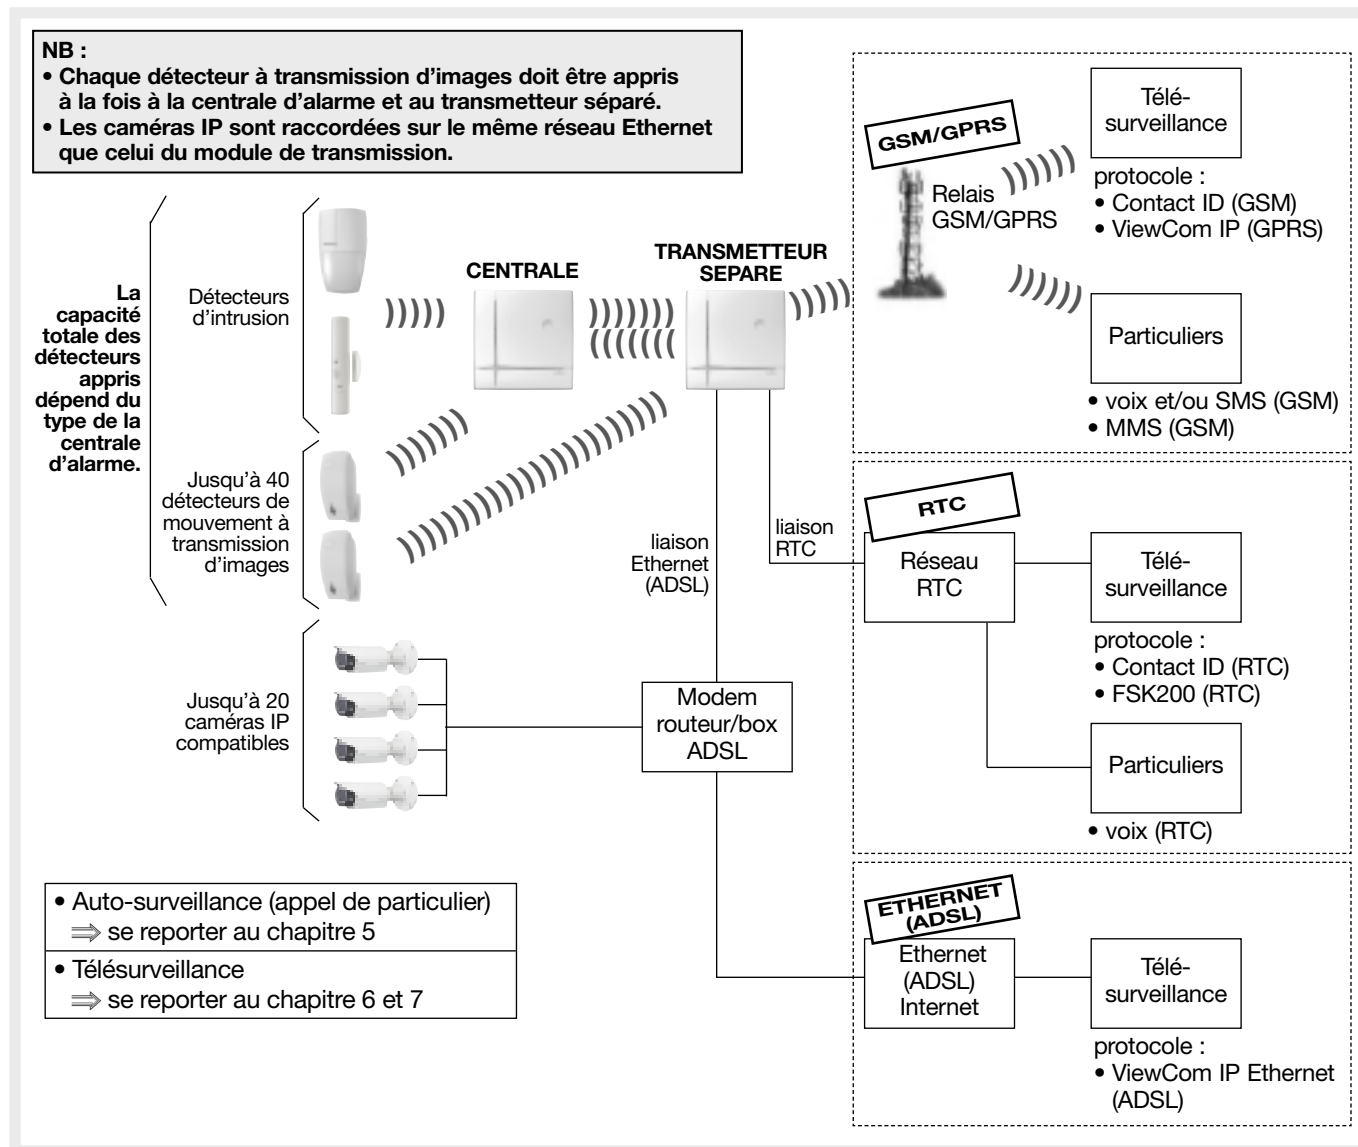 NB :
• Chaque détecteur à transmission d’images doit être appris
à la fois à la centrale d’alarme et au transmetteur séparé.
• Les caméras IP sont raccordées sur le même réseau Ethernet
que celui du module de transmission.
La
capacité
totale des
détecteurs
appris
dépend du
type de la
centrale
d’alarme.
Détecteurs
d’intrusion
Jusqu’à 40
détecteurs de
mouvement à
transmission
d’images
Jusqu’à 20
caméras IP
compatibles
CENTRALE
TRANSMETTEUR
SEPARE
liaison
Ethernet
(ADSL)
liaison
RTC
Modem
routeur/box
ADSL
GSM/GPRS
Relais
GSM/GPRS
Télé-
surveillance
protocole :
• Contact ID (GSM)
• ViewCom IP (GPRS)
Particuliers
• voix et/ou SMS (GSM)
• MMS (GSM)
RTC
Réseau
RTC
Télé-
surveillance
protocole :
• Contact ID (RTC)
• FSK200 (RTC)
Particuliers
• voix (RTC)
ETHERNET
(ADSL)
Ethernet
(ADSL)
Internet
Télé-
surveillance
protocole :
• ViewCom IP Ethernet
(ADSL)
• Auto-surveillance (appel de particulier)
⇒ se reporter au chapitre 5
• Télésurveillance
⇒ se reporter au chapitre 6 et 7